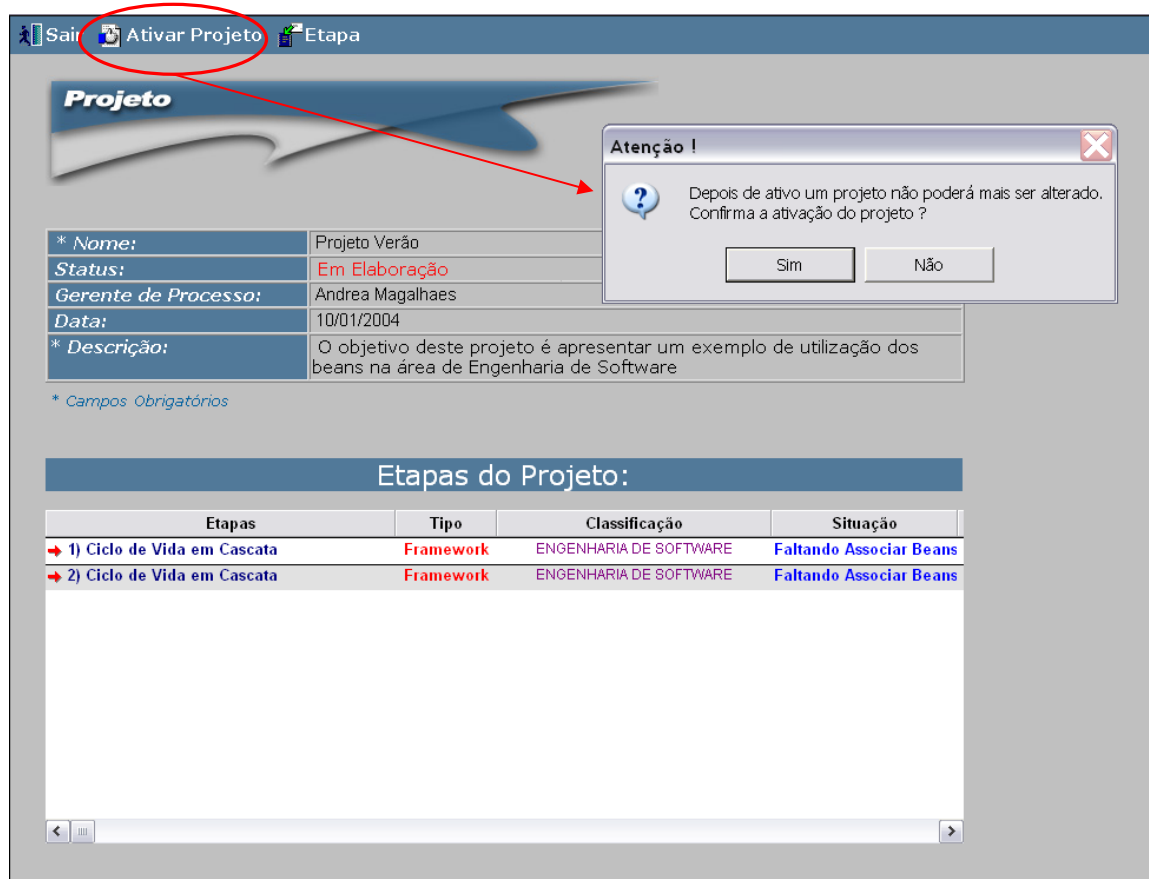 Sair Ativar Projeto Etapa
Projeto
Atenção !
Depois de ativo um projeto não poderá mais ser alterado.
Confirma a ativação do projeto ?
Sim Não
* Nome: Projeto Verão
Status: Em Elaboração
Gerente de Processo: Andrea Magalhaes
Data: 10/01/2004
* Descrição: O objetivo deste projeto é apresentar um exemplo de utilização dos
beans na área de Engenharia de Software
* Campos Obrigatórios
Etapas do Projeto:
Etapas Tipo Classificação Situação
1) Ciclo de Vida em Cascata Framework ENGENHARIA DE SOFTWARE Faltando Associar Beans
2) Ciclo de Vida em Cascata Framework ENGENHARIA DE SOFTWARE Faltando Associar Beans